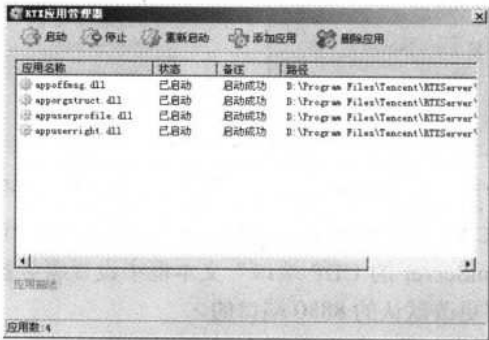 RTX应用管理器
启动 停止 重新启动 添加应用 删除应用
应用名称 状态 备注 路径
appoffmsg.dll 已启动 启动成功 D:\Program Files\Tencent\RTXServer\
apporgstruct.dll 已启动 启动成功 D:\Program Files\Tencent\RTXServer\
appuserprofile.dll 已启动 启动成功 D:\Program Files\Tencent\RTXServer\
appuserright.dll 已启动 启动成功 D:\Program Files\Tencent\RTXServer\
应用描述
应用数:4